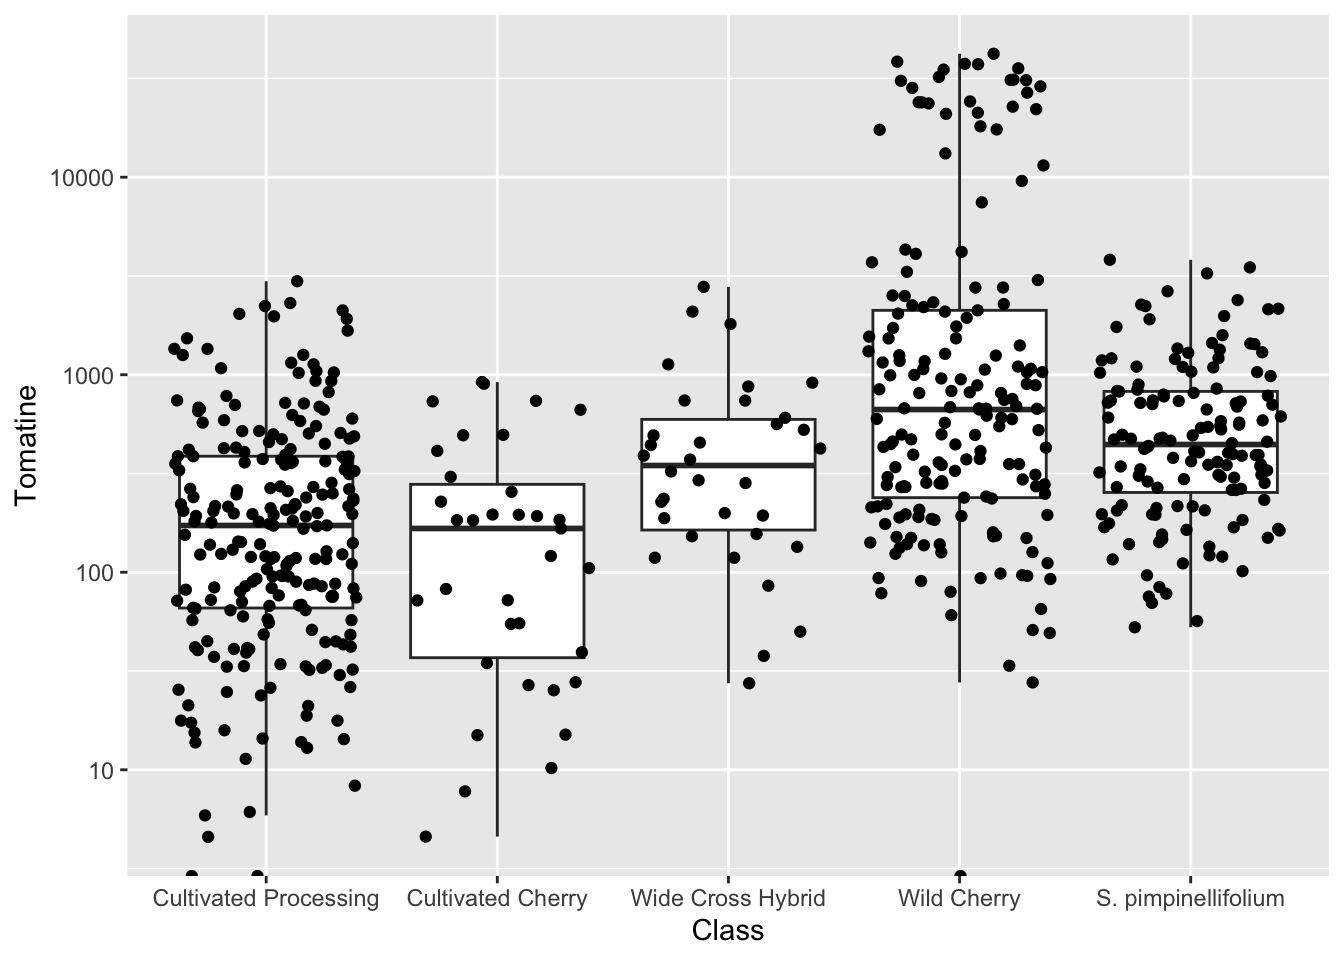 Tomatine
10000
1000
100
10
Cultivated Processing
Cultivated Cherry
Wide Cross Hybrid
Wild Cherry
S. pimpinellifolium
Class